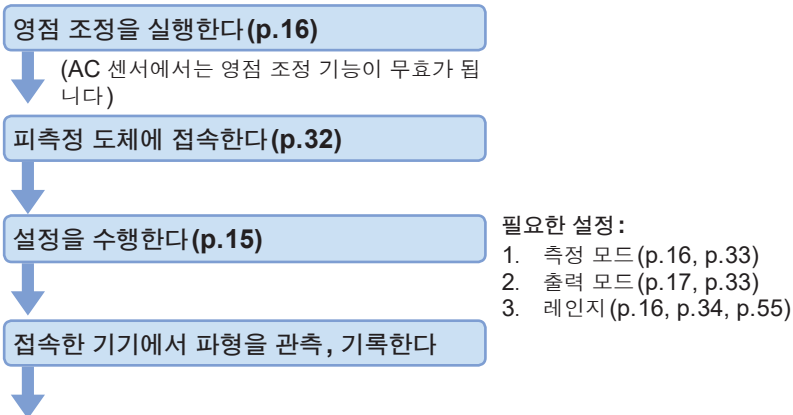 영점 조정을 실행한다(p.16)
(AC 센서에서는 영점 조정 기능이 무효가 됩
니다)
피측정 도체에 접속한다(p.32)
설정을 수행한다(p.15)
필요한 설정:
1. 측정 모드(p.16, p.33)
2. 출력 모드(p.17, p.33)
3. 레인지(p.16, p.34, p.55)
접속한 기기에서 파형을 관측, 기록한다